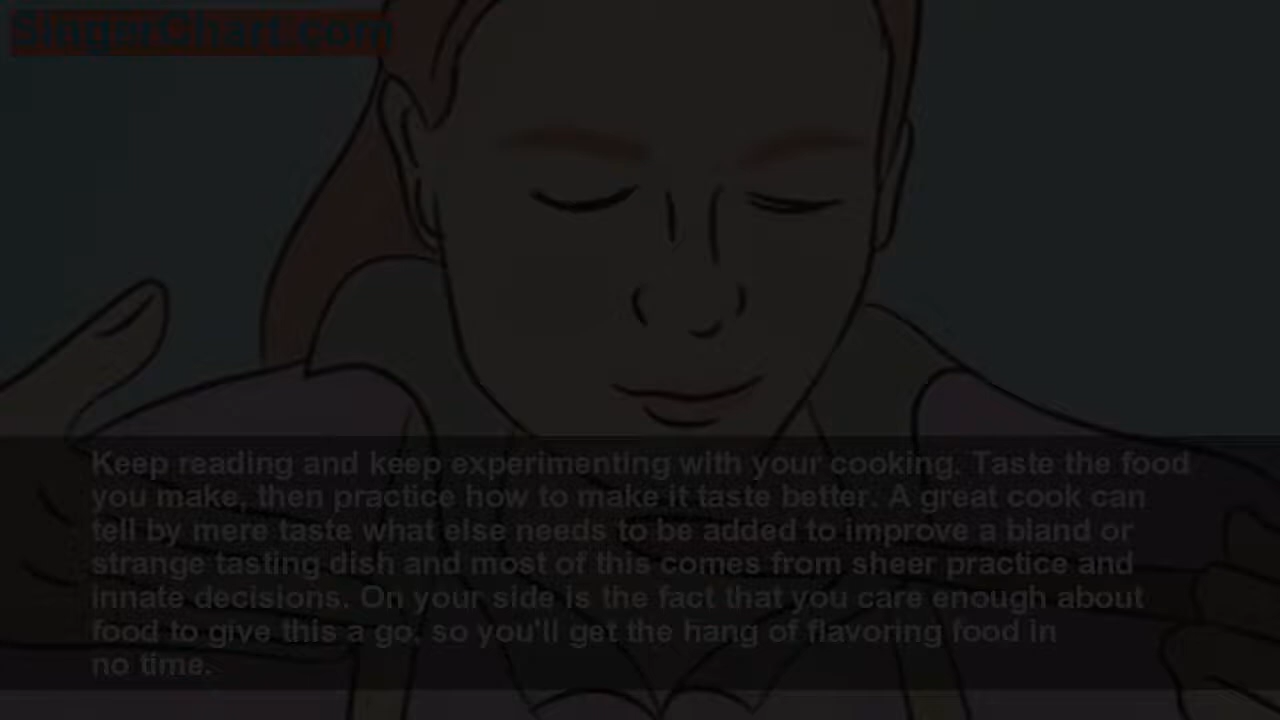 SingerChart.com
Keep reading and keep experimenting with your cooking. Taste the food
you make, then practice how to make it taste better. A great cook can
tell by mere taste what else needs to be added to improve a bland or
strange tasting dish and most of this comes from sheer practice and
innate decisions. On your side is the fact that you care enough about
food to give this a go, so you'll get the hang of flavoring food in
no time.